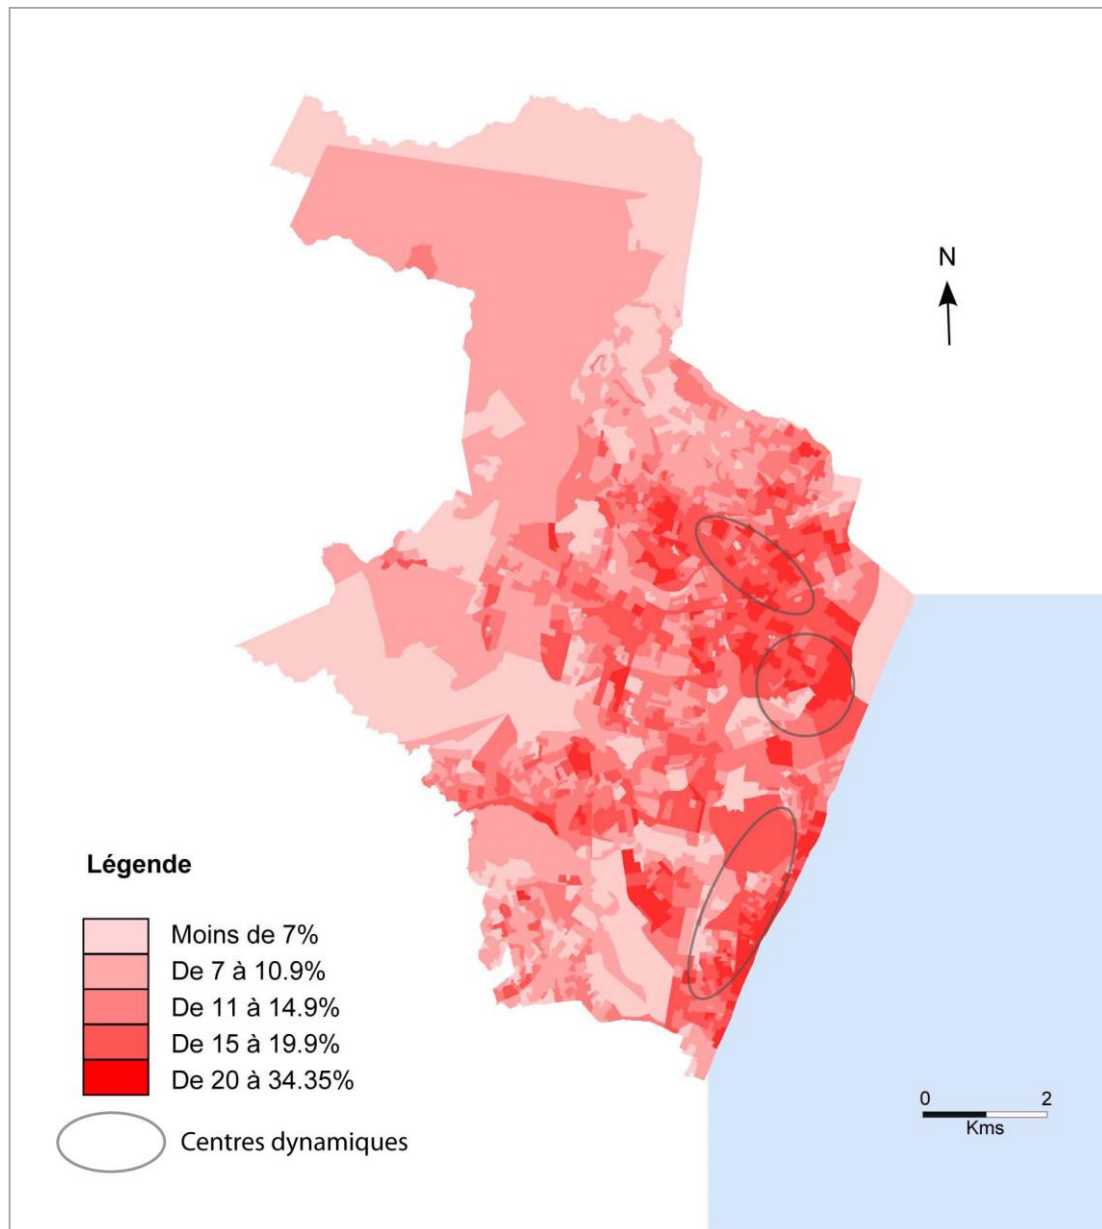 N
Légende
Moins de 7%
De 7 à 10.9%
De 11 à 14.9%
De 15 à 19.9%
De 20 à 34.35%
Centres dynamiques
0 2
Kms